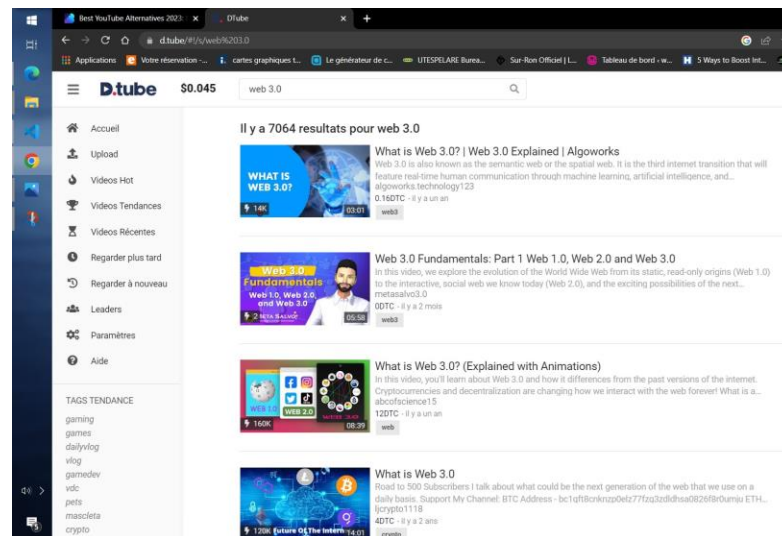 Best YouTube Alternatives 2023:
DTube
d.tube/#!/s/web%203.0
Applications
Votre réservation -...
cartes graphiques t...
Le générateur de c...
UTESPELARE Burea...
Sur-Ron Officiel | L...
Tableau de bord ‹ w...
5 Ways to Boost Int...
D.tube
$0.045
web 3.0
Accueil
Upload
Videos Hot
Videos Tendances
Videos Récentes
Regarder plus tard
Regarder à nouveau
Leaders
Paramètres
Aide
TAGS TENDANCE
gaming
games
dailyvlog
vlog
gamedev
vdc
pets
mascleta
crypto
Il y a 7064 resultats pour web 3.0
WHAT IS
WEB 3.0?
14K
03:01
What is Web 3.0? | Web 3.0 Explained | Algoworks
Web 3.0 is also known as the semantic web or the spatial web. It is the third internet transition that will
feature real-time human communication through machine learning, artificial intelligence, and...
algoworks.technology123
0.16DTC - il y a un an
web3
Web 3.0
Fundamentals
Web 1.0, Web 2.0,
and Web 3.0
2
META SALVO
05:58
Web 3.0 Fundamentals: Part 1 Web 1.0, Web 2.0 and Web 3.0
In this video, we explore the evolution of the World Wide Web from its static, read-only origins (Web 1.0)
to the interactive, social web we know today (Web 2.0), and the exciting possibilities of the next...
metasalvo3.0
0DTC - il y a 2 mois
web3
WEB 1.0
WEB 2.0
WEB 3.0
160K
08:39
What is Web 3.0? (Explained with Animations)
In this video, you'll learn about Web 3.0 and how it differences from the past versions of the internet.
Cryptocurrencies and decentralization are changing how we interact with the web forever! What is a...
abcofscience15
12DTC - il y a un an
web
120K
Future Of The Intern
14:01
What is Web 3.0
Road to 500 Subscribers I talk about what could be the next generation of the web that we use on a
daily basis. Support My Channel: BTC Address - ETH...
ljcrypto1118
4DTC - il y a 2 ans
crypto